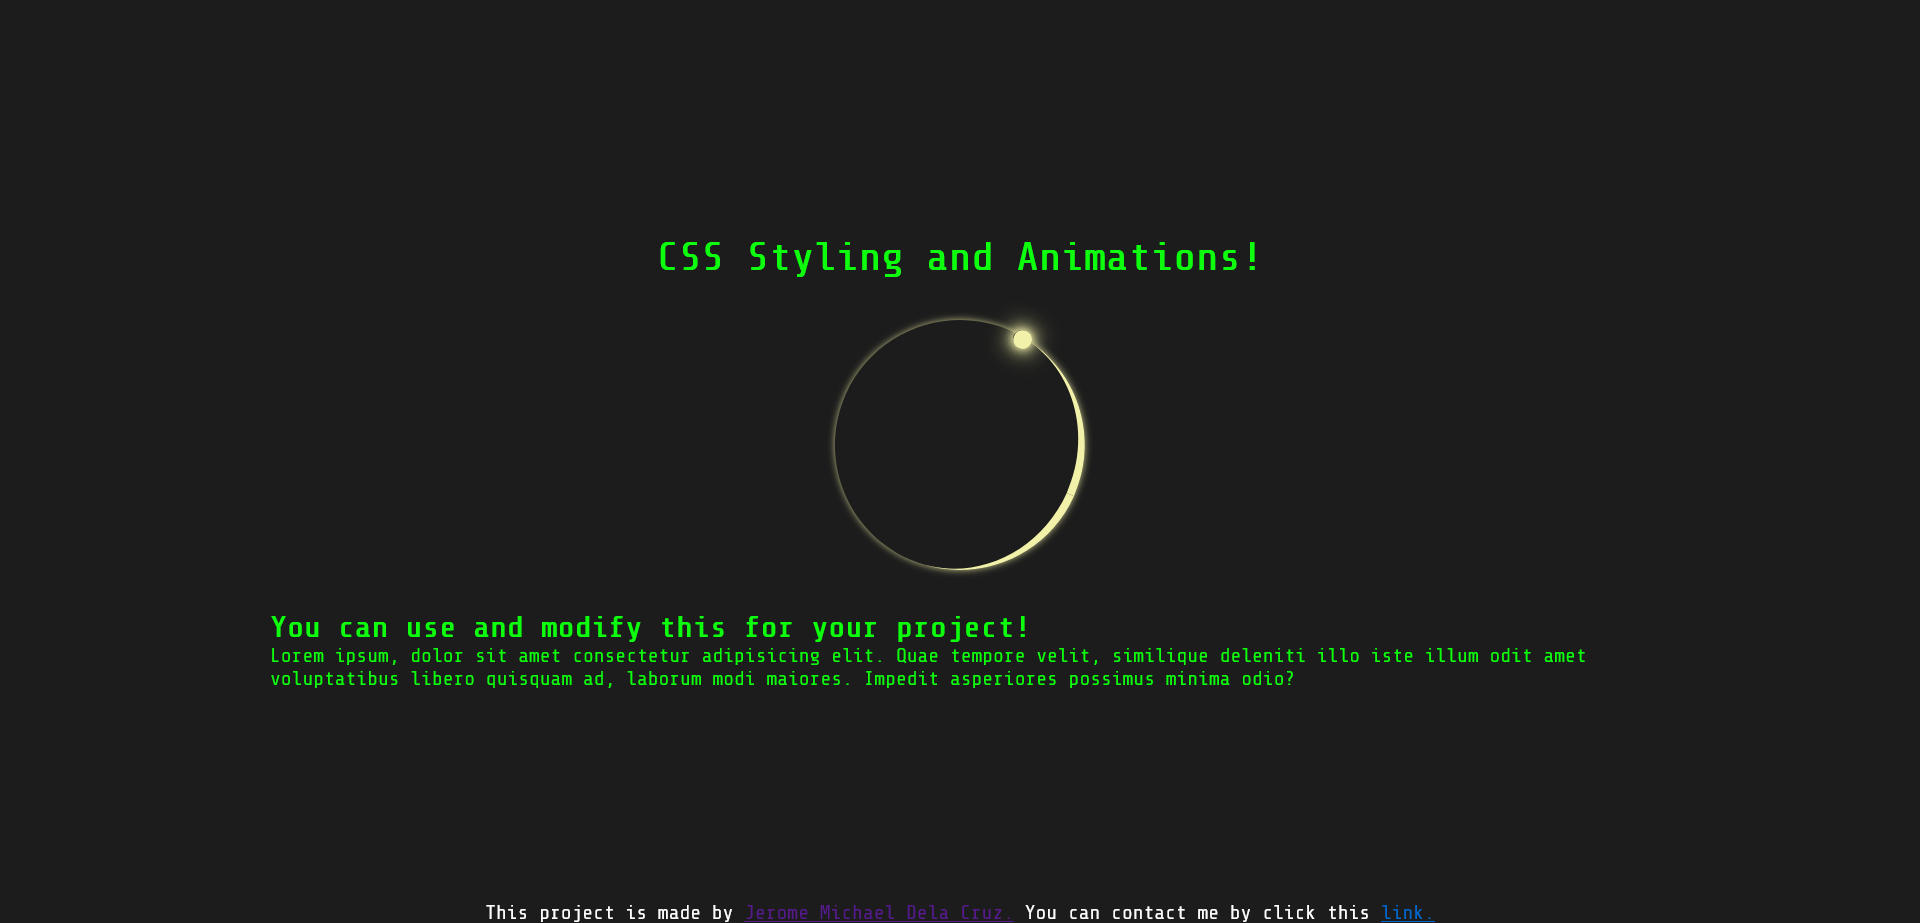 CSS Styling and Animations!
You can use and modify this for your project!
Lorem ipsum, dolor sit amet consectetur adipisicing elit. Quae tempore velit, similique deleniti illo iste illum odit amet
voluptatibus libero quisquam ad, laborum modi maiores. Impedit asperiores possimus minima odio?
This project is made by Jerome Michael Dela Cruz. You can contact me by click this link.